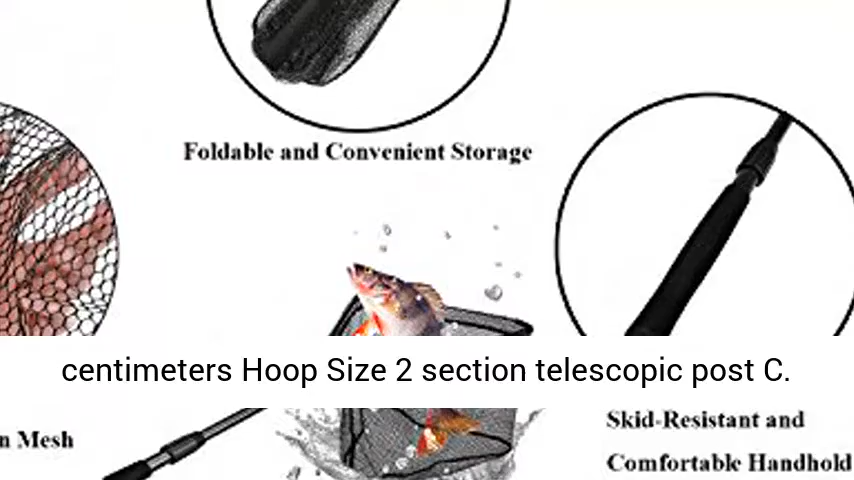 Foldable and Convenient Storage
centimeters Hoop Size 2 section telescopic post C.
Skid-Resistant and
n Mesh
Comfortable Handhold